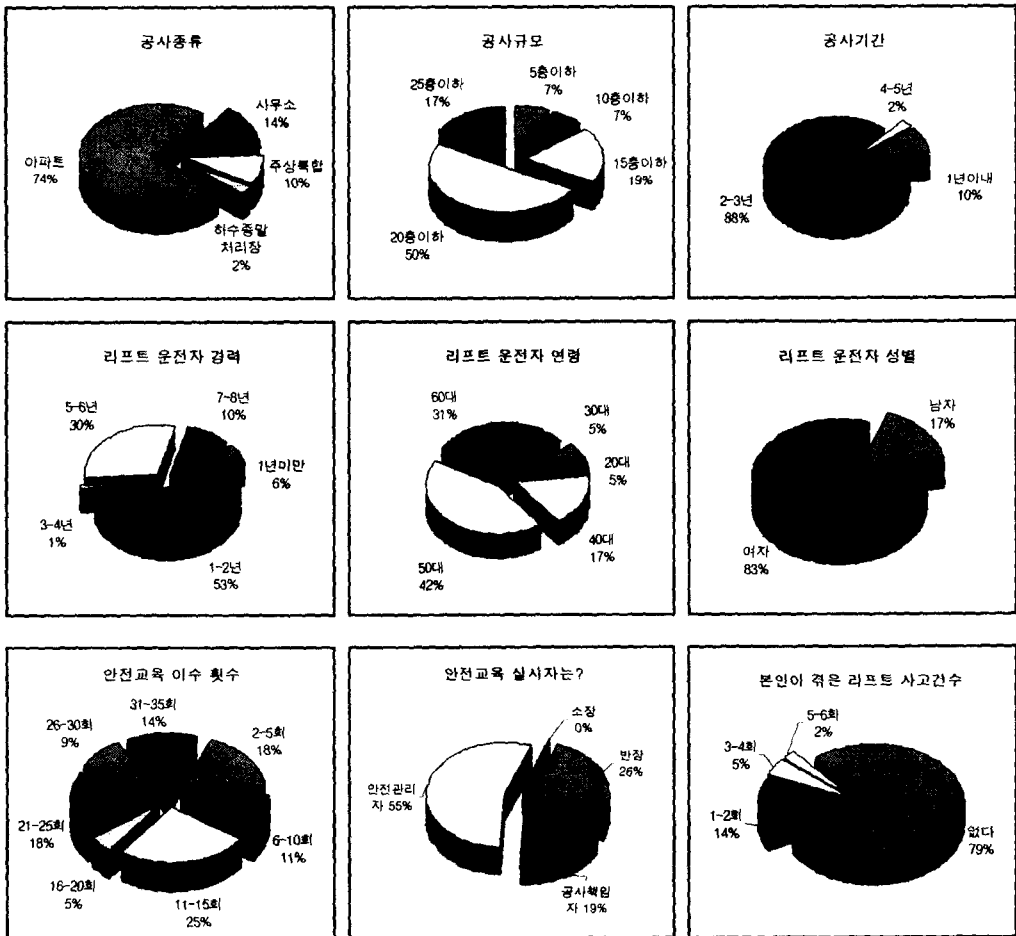 공사종류
아파트
74%
사무소
14%
주상복합
10%
하수종말
처리장
2%
공사규모
25층이하
17%
5층이하
7%
10층이하
7%
15층이하
19%
20층이하
50%
공사기간
4-5년
2%
1년이내
10%
2-3년
88%
리프트 운전자 경력
5-6년
30%
7-8년
10%
1년미만
6%
3-4년
1%
1-2년
53%
리프트 운전자 연령
60대
31%
30대
5%
20대
5%
40대
17%
50대
42%
리프트 운전자 성별
남자
17%
여자
83%
안전교육 이수 횟수
31-35회
14%
26-30회
9%
2-5회
18%
21-25회
18%
6-10회
11%
16-20회
5%
11-15회
25%
안전교육 실시자는?
소장
0%
반장
26%
안전관리
자 55%
공사책임
자 19%
본인이 겪은 리프트 사고건수
5-6회
2%
3-4회
5%
1-2회
14%
없다
79%